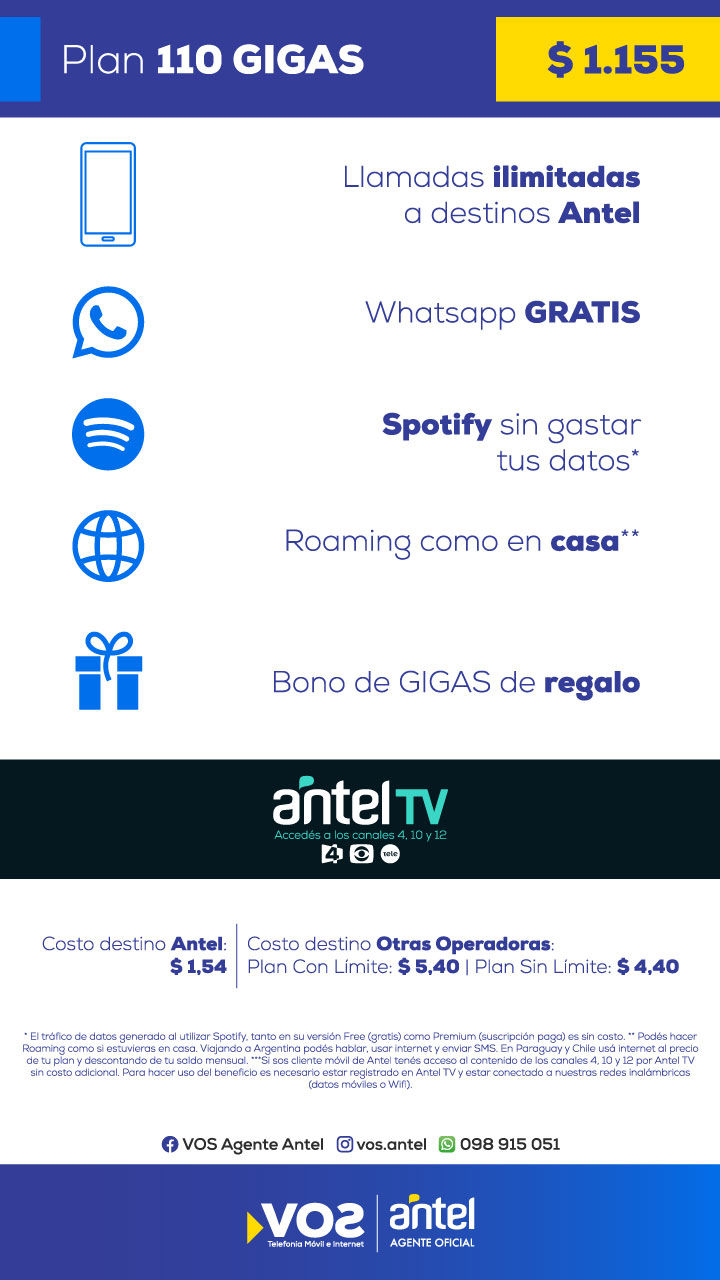 Plan 110 GIGAS
$ 1.155
Llamadas ilimitadas
a destinos Antel
Whatsapp GRATIS
Spotify sin gastar
tus datos*
Roaming como en casa**
Bono de GIGAS de regalo
antel TV
Accedés a los canales 4, 10 y 12
4
tele
Costo destino Antel:
$ 1,54
Costo destino Otras Operadoras:
Plan Con Límite: $ 5,40 | Plan Sin Límite: $ 4,40
* El tráfico de datos generado al utilizar Spotify, tanto en su versión Free (gratis) como Premium (suscripción paga) es sin costo. ** Podés hacer
Roaming como si estuvieras en casa. Viajando a Argentina podés hablar, usar internet y enviar SMS. En Paraguay y Chile usá internet al precio
de tu plan y descontando de tu saldo mensual. ***Si sos cliente móvil de Antel tenés acceso al contenido de los canales 4, 10 y 12 por Antel TV
sin costo adicional. Para hacer uso del beneficio es necesario estar registrado en Antel TV y estar conectado a nuestras redes inalámbricas
(datos móviles o Wifi).
VOS Agente Antel vos.antel 098 915 051
VOS
Telefonía Móvil e Internet
antel
AGENTE OFICIAL